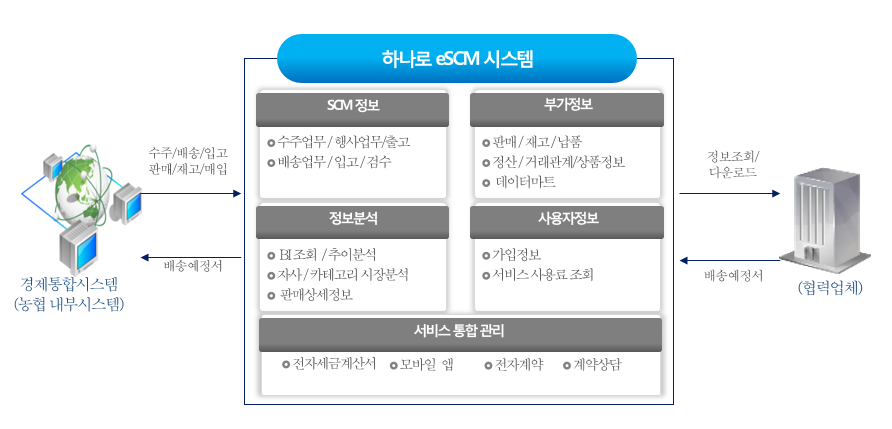 하나로 eSCM 시스템
SCM 정보
수주업무 / 행사업무/출고
배송업무 / 입고 / 검수
부가정보
판매 / 재고 / 납품
정산 / 거래관계/상품정보
데이터마트
정보분석
BI조회 / 추이분석
자사 / 카테고리 시장분석
판매상세정보
사용자정보
가입정보
서비스 사용료 조회
서비스 통합 관리
전자세금계산서
모바일 앱
전자계약
계약상담
수주/배송/입고
판매/재고/매입
배송예정서
경제통합시스템
(농협 내부시스템)
정보조회/
다운로드
배송예정서
(협력업체)